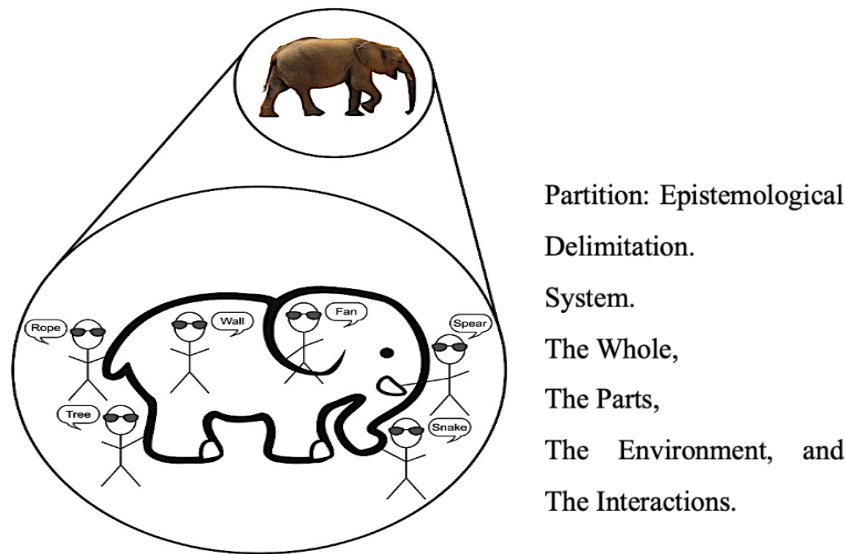 Rope
Wall
Fan
Spear
Tree
Snake
Partition: Epistemological
Delimitation.
System.
The Whole,
The Parts,
The Environment, and
The Interactions.